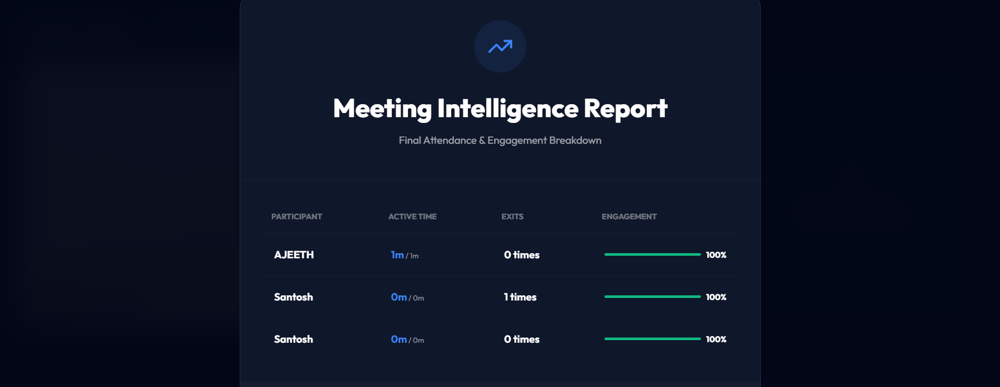 Meeting Intelligence Report
Final Attendance & Engagement Breakdown
PARTICIPANT ACTIVE TIME EXITS ENGAGEMENT
AJEETH 1m / 1m 0 times 100%
Santosh 0m / 0m 1 times 100%
Santosh 0m / 0m 0 times 100%